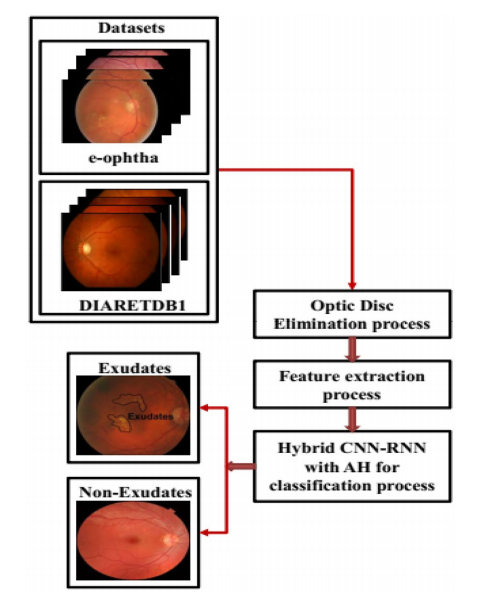 Datasets
e-ophtha
DIARETDB1
Optic Disc
Elimination process
Feature extraction
process
Hybrid CNN-RNN
with AH for
classification process
Exudates
Exudates
Non-Exudates